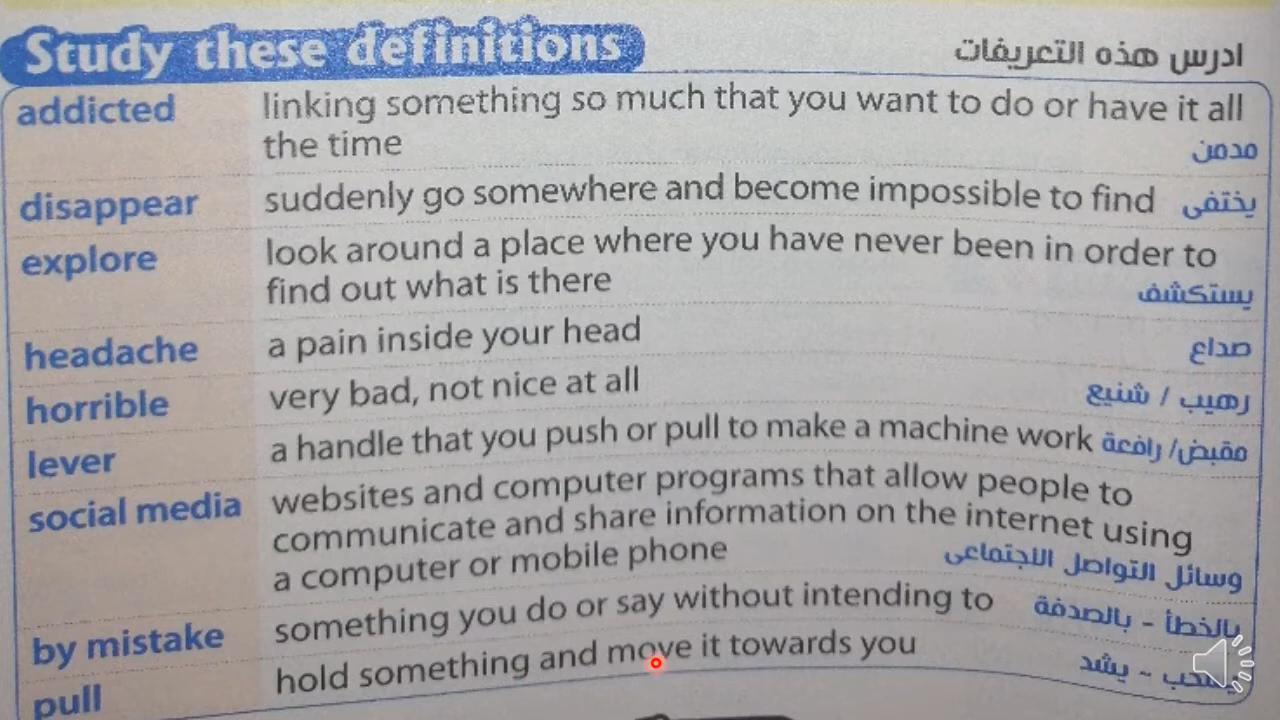 Study these definitions ادرس هذه التعريفات
addicted linking something so much that you want to do or have it all
the time مدمن
disappear suddenly go somewhere and become impossible to find يختفى
explore look around a place where you have never been in order to
find out what is there يستكشف
headache a pain inside your head صداع
horrible very bad, not nice at all رهيب / شنيع
lever a handle that you push or pull to make a machine work مقبض/ رافعة
social media websites and computer programs that allow people to
communicate and share information on the internet using
a computer or mobile phone وسائل التواصل الاجتماعى
by mistake something you do or say without intending to بالخطأ - بالصدفة
pull hold something and move it towards you يسحب - يشد